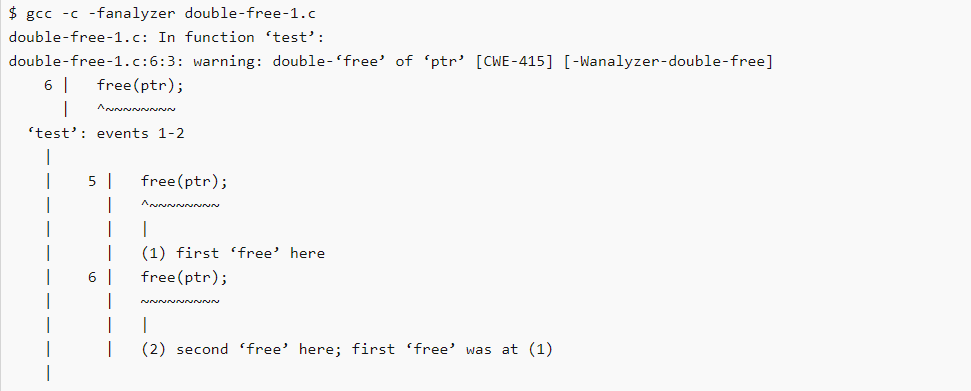 $ gcc -c -fanalyzer double-free-1.c
double-free-1.c: In function ‘test’:
double-free-1.c:6:3: warning: double-‘free’ of ‘ptr’ [CWE-415] [-Wanalyzer-double-free]
    6 |   free(ptr);
      |   ^~~~~~~~~
  ‘test’: events 1-2
    |
    |    5 |   free(ptr);
    |      |   ^~~~~~~~~
    |      |   |
    |      |   (1) first ‘free’ here
    |    6 |   free(ptr);
    |      |   ~~~~~~~~~
    |      |   |
    |      |   (2) second ‘free’ here; first ‘free’ was at (1)
    |